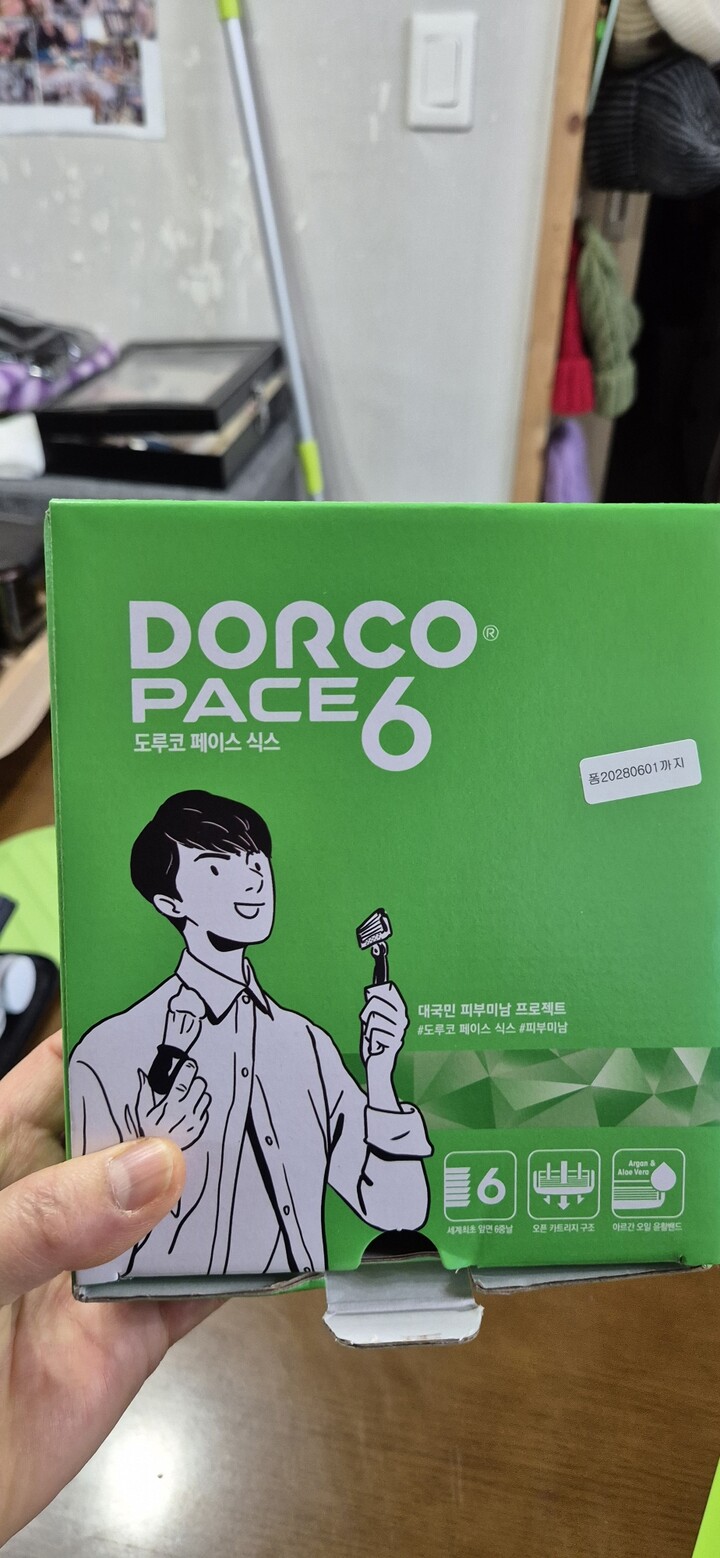 DORCO®
PACE 6
도루코 페이스 식스
폼20280601까지
대국민 피부미남 프로젝트
#도루코 페이스 식스 #피부미남
6
Argan &
Aloe Vera
세계최초 앞면 6중날
오픈 카트리지 구조
아르간 오일 윤활밴드